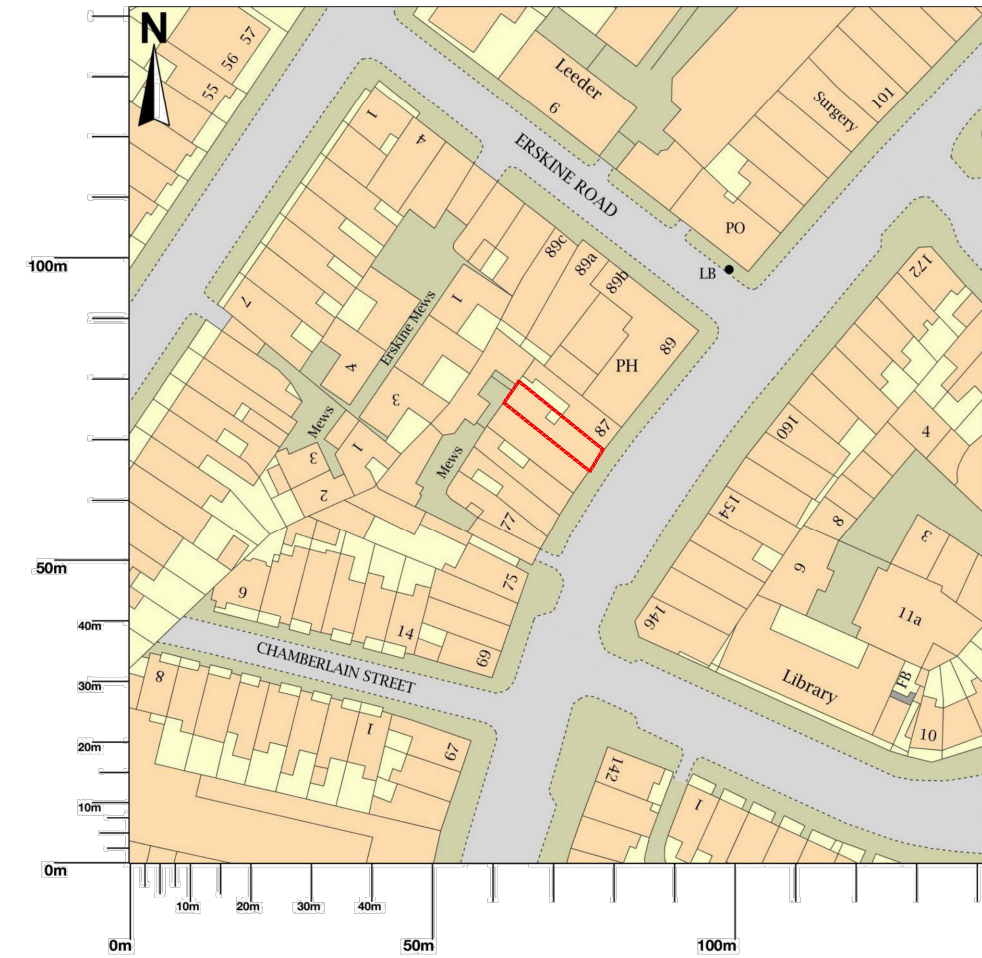 N
57
56
55
Leeder
6
Surgery
101
1
4
ERSKINE ROAD
PO
LB
100m
89c
89a
89b
172
7
1
Erskine Mews
4
3
PH
89
87
Mews
3
2
1
Mews
77
160
154
4
8
6
3
11a
50m
75
9
14
69
146
40m
CHAMBERLAIN STREET
Library
FB
10
30m
8
1
67
20m
142
1
10m
0m
10m
20m
30m
40m
0m
50m
100m